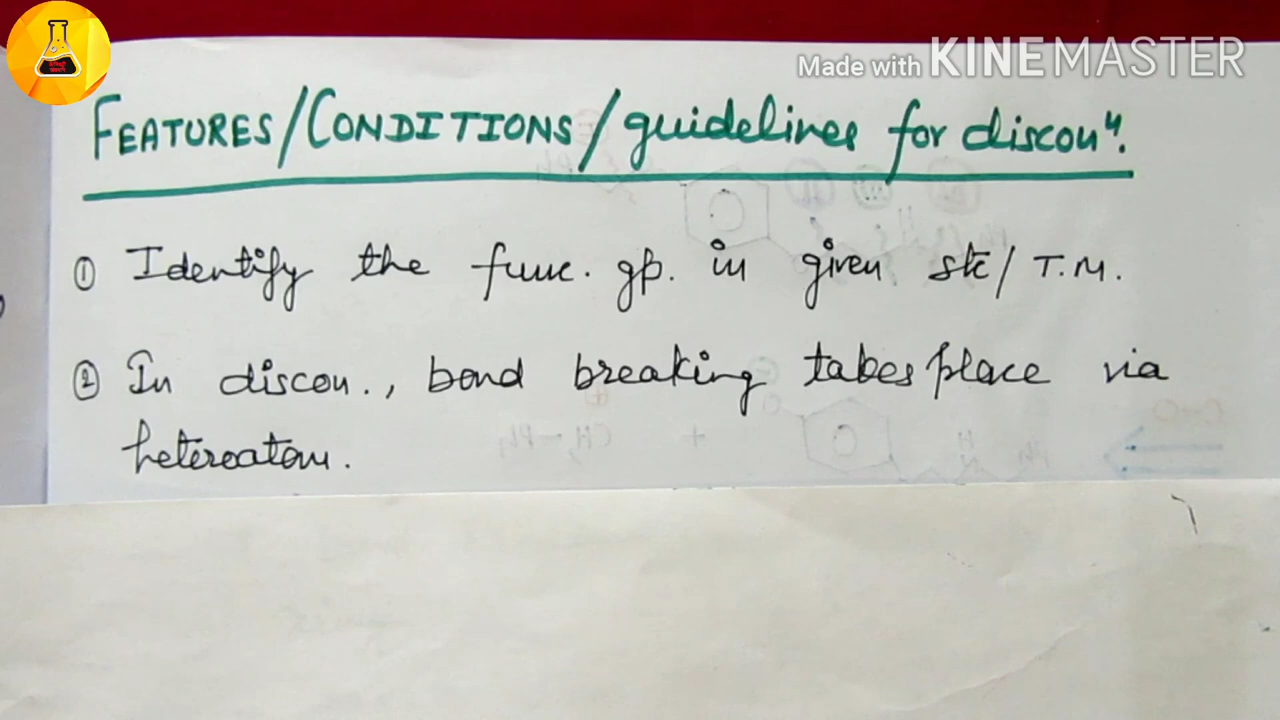 Made with KINEMASTER
FEATURES/CONDITIONS/guidelines for disconⁿ.
① Identify the func. gp. in given stc/T.M.
② In discon., bond breaking takes place via
heteroatom.